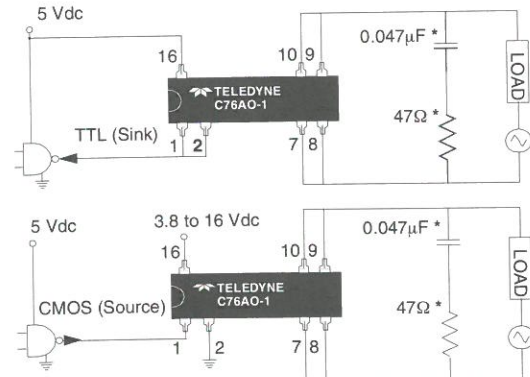 5 Vdc
16
10 9
0.047µF *
TELEDYNE
C76AO-1
LOAD
47Ω *
TTL (Sink)
1 2
7 8
5 Vdc
3.8 to 16 Vdc
16
10 9
0.047µF *
TELEDYNE
C76AO-1
LOAD
CMOS (Source)
47Ω *
1 2
7 8